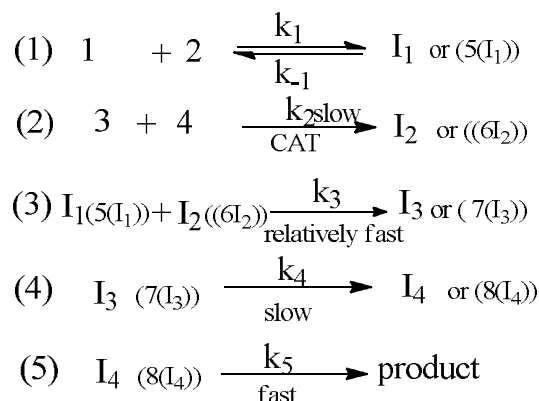 (1) 1 + 2 k₁ k₋₁ I₁ or (5(I₁))
(2) 3 + 4 k₂slow CAT I₂ or ((6I₂))
(3) I₁(5(I₁)) + I₂((6I₂)) k₃ relatively fast I₃ or ( 7(I₃))
(4) I₃ (7(I₃)) k₄ slow I₄ or (8(I₄))
(5) I₄ (8(I₄)) k₅ fast product